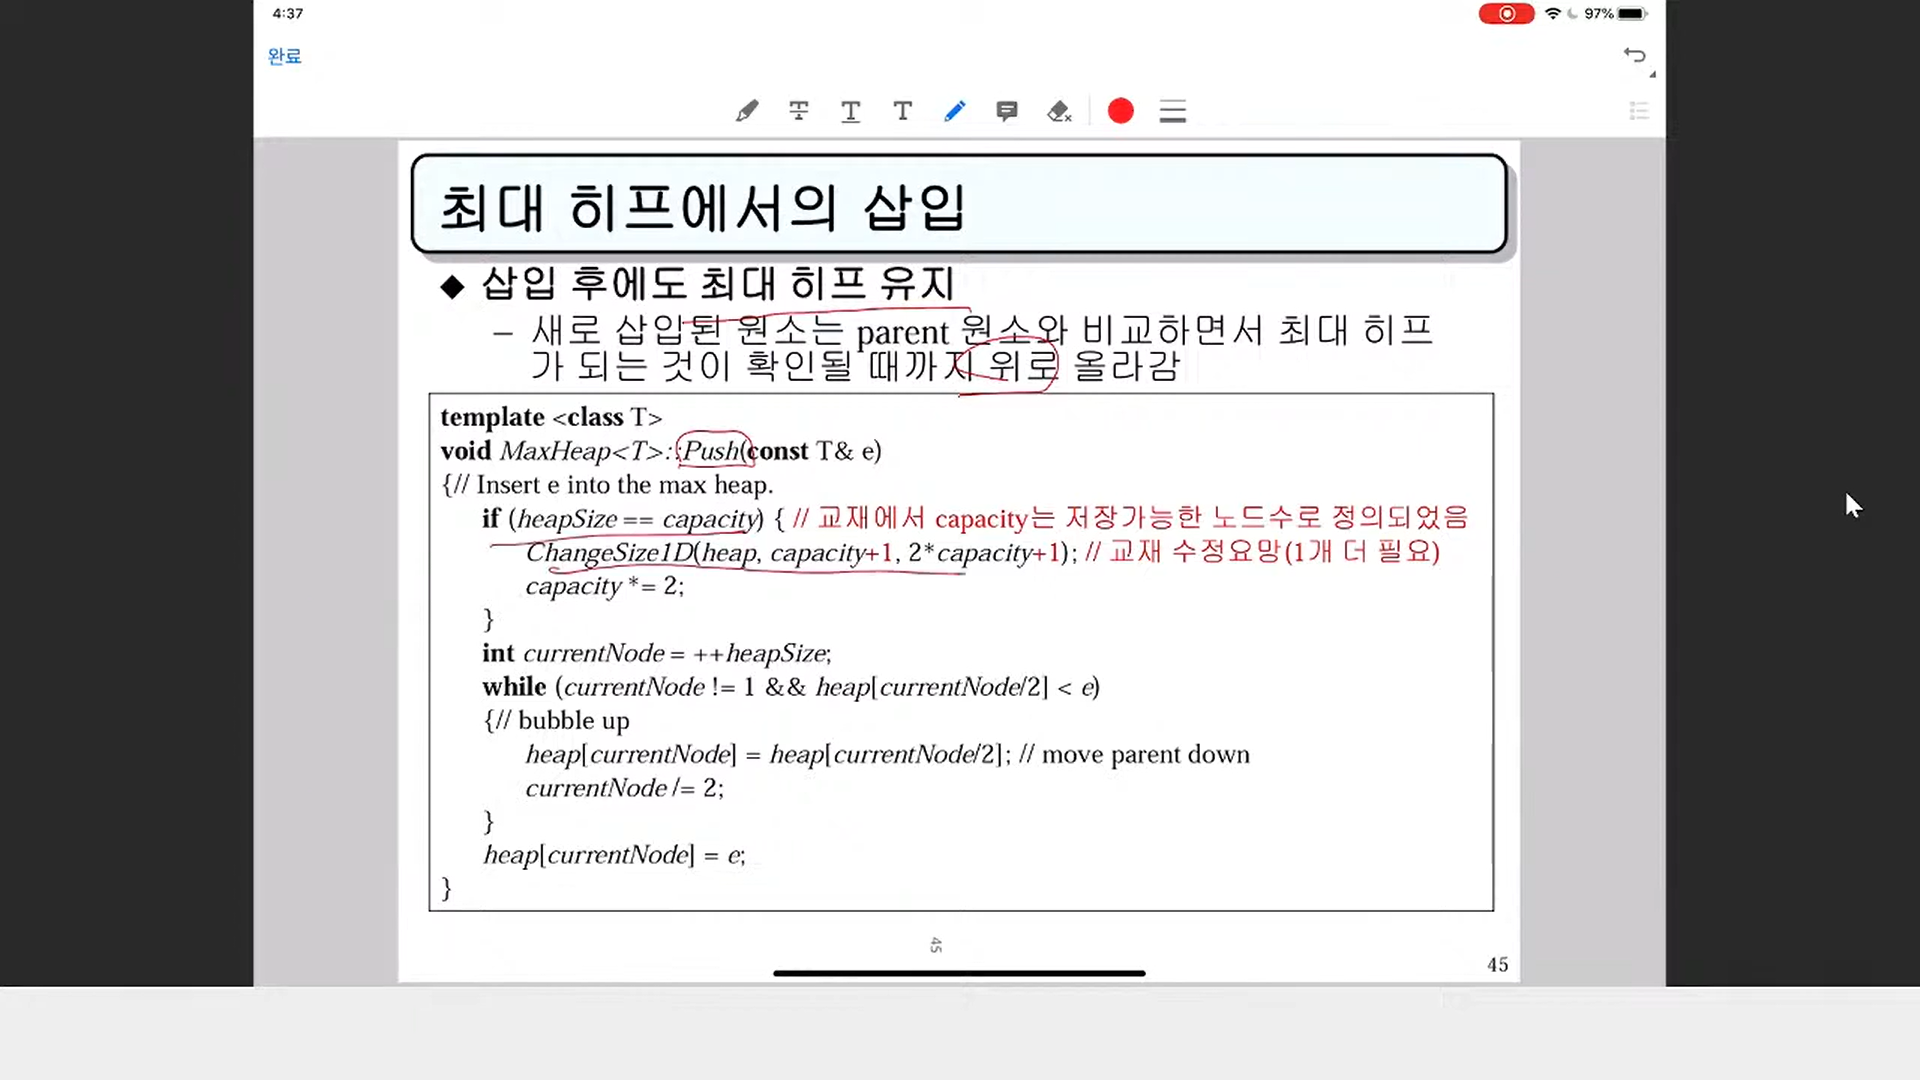 4:37
97%
완료
최대 히프에서의 삽입
◆ 삽입 후에도 최대 히프 유지
– 새로 삽입된 원소는 parent 원소와 비교하면서 최대 히프
가 되는 것이 확인될 때까지 위로 올라감
template <class T>
void MaxHeap<T>::Push(const T& e)
{// Insert e into the max heap.
if (heapSize == capacity) { // 교재에서 capacity는 저장가능한 노드수로 정의되었음
ChangeSize1D(heap, capacity+1, 2*capacity+1); // 교재 수정요망(1개 더 필요)
capacity *= 2;
}
int currentNode = ++heapSize;
while (currentNode != 1 && heap[currentNode/2] < e)
{// bubble up
heap[currentNode] = heap[currentNode/2]; // move parent down
currentNode /= 2;
}
heap[currentNode] = e;
}
45
45